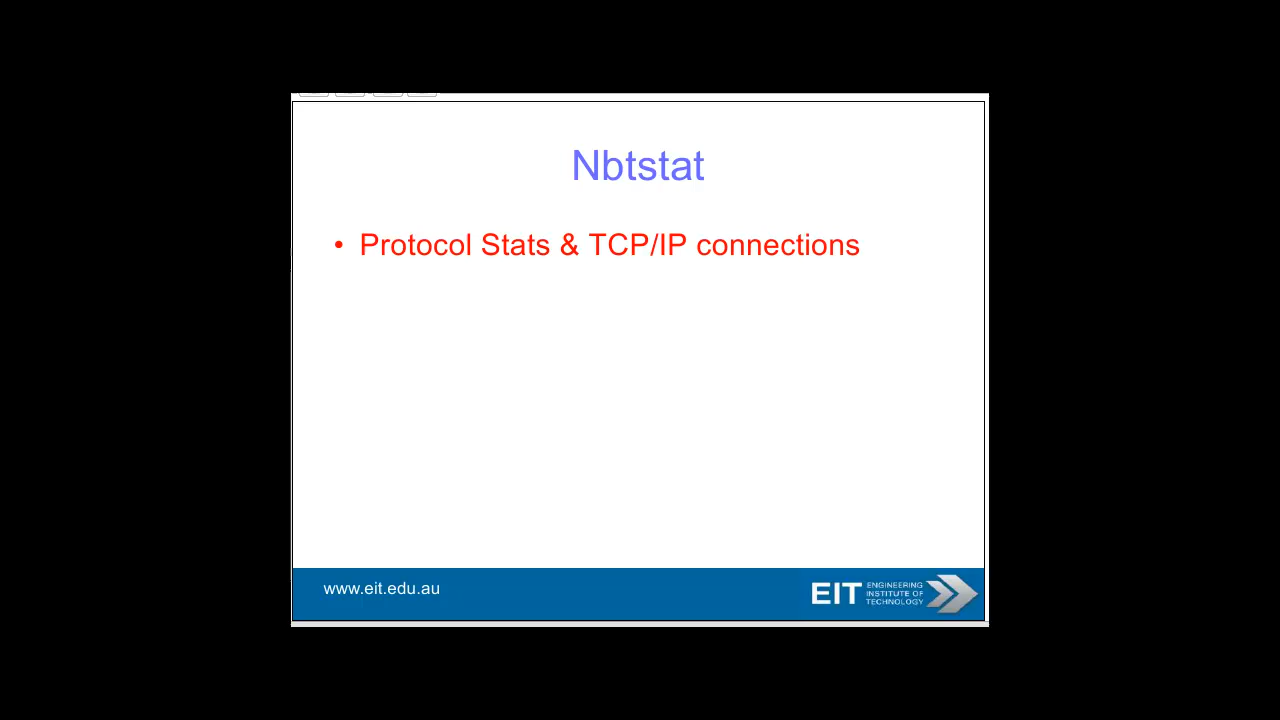 Nbtstat
• Protocol Stats & TCP/IP connections
www.eit.edu.au
EIT
ENGINEERING
INSTITUTE OF
TECHNOLOGY